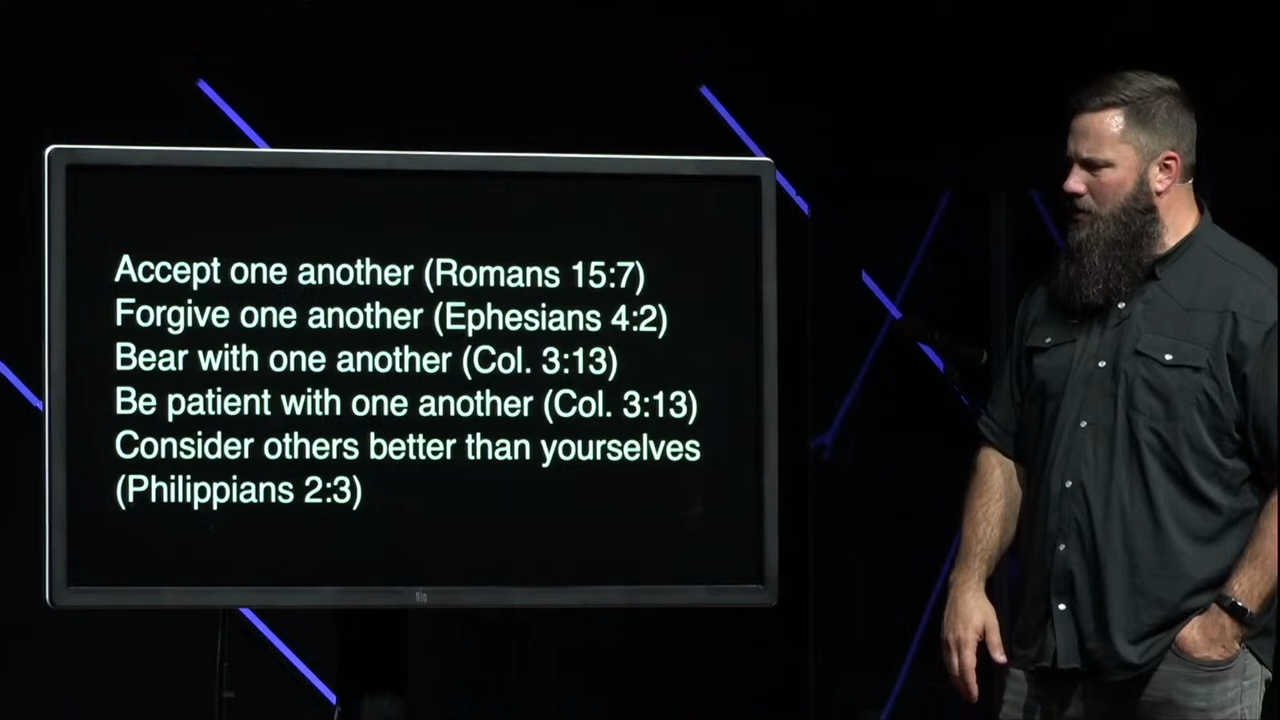 Accept one another (Romans 15:7)
Forgive one another (Ephesians 4:2)
Bear with one another (Col. 3:13)
Be patient with one another (Col. 3:13)
Consider others better than yourselves
(Philippians 2:3)